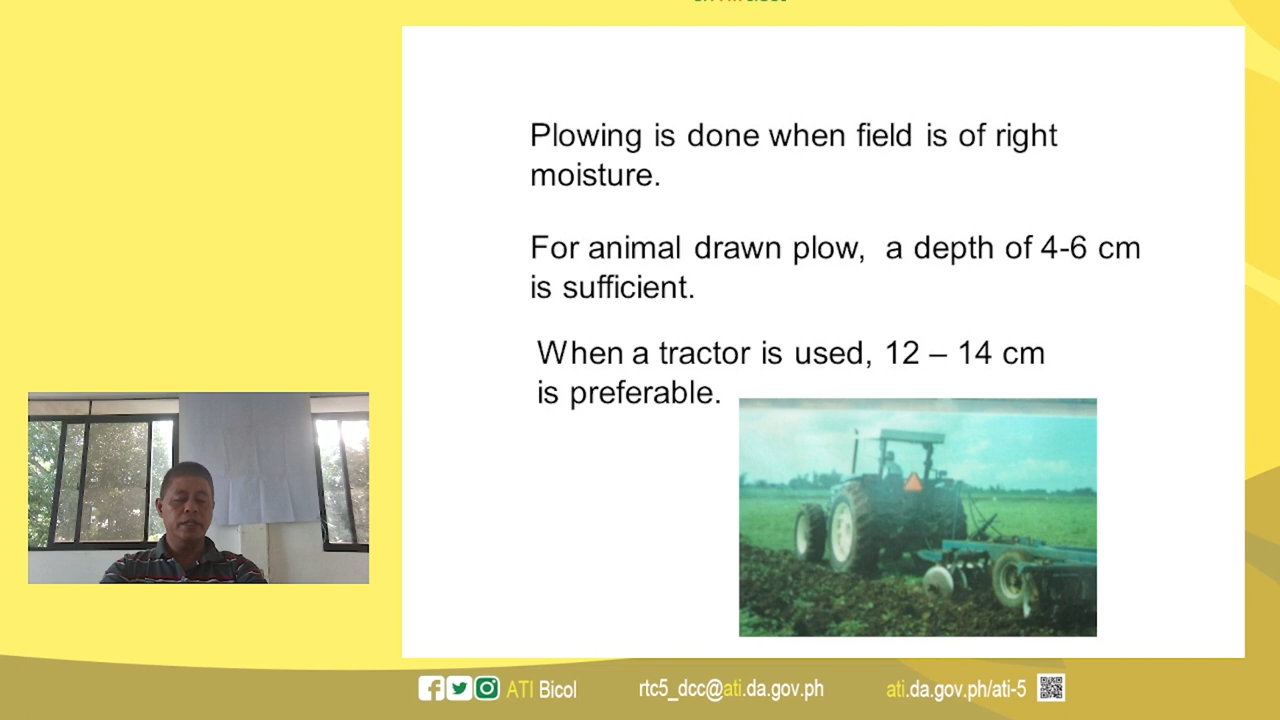 Plowing is done when field is of right
moisture.
For animal drawn plow, a depth of 4-6 cm
is sufficient.
When a tractor is used, 12 – 14 cm
is preferable.
ATI Bicol
rtc5_dcc@ati.da.gov.ph
ati.da.gov.ph/ati-5